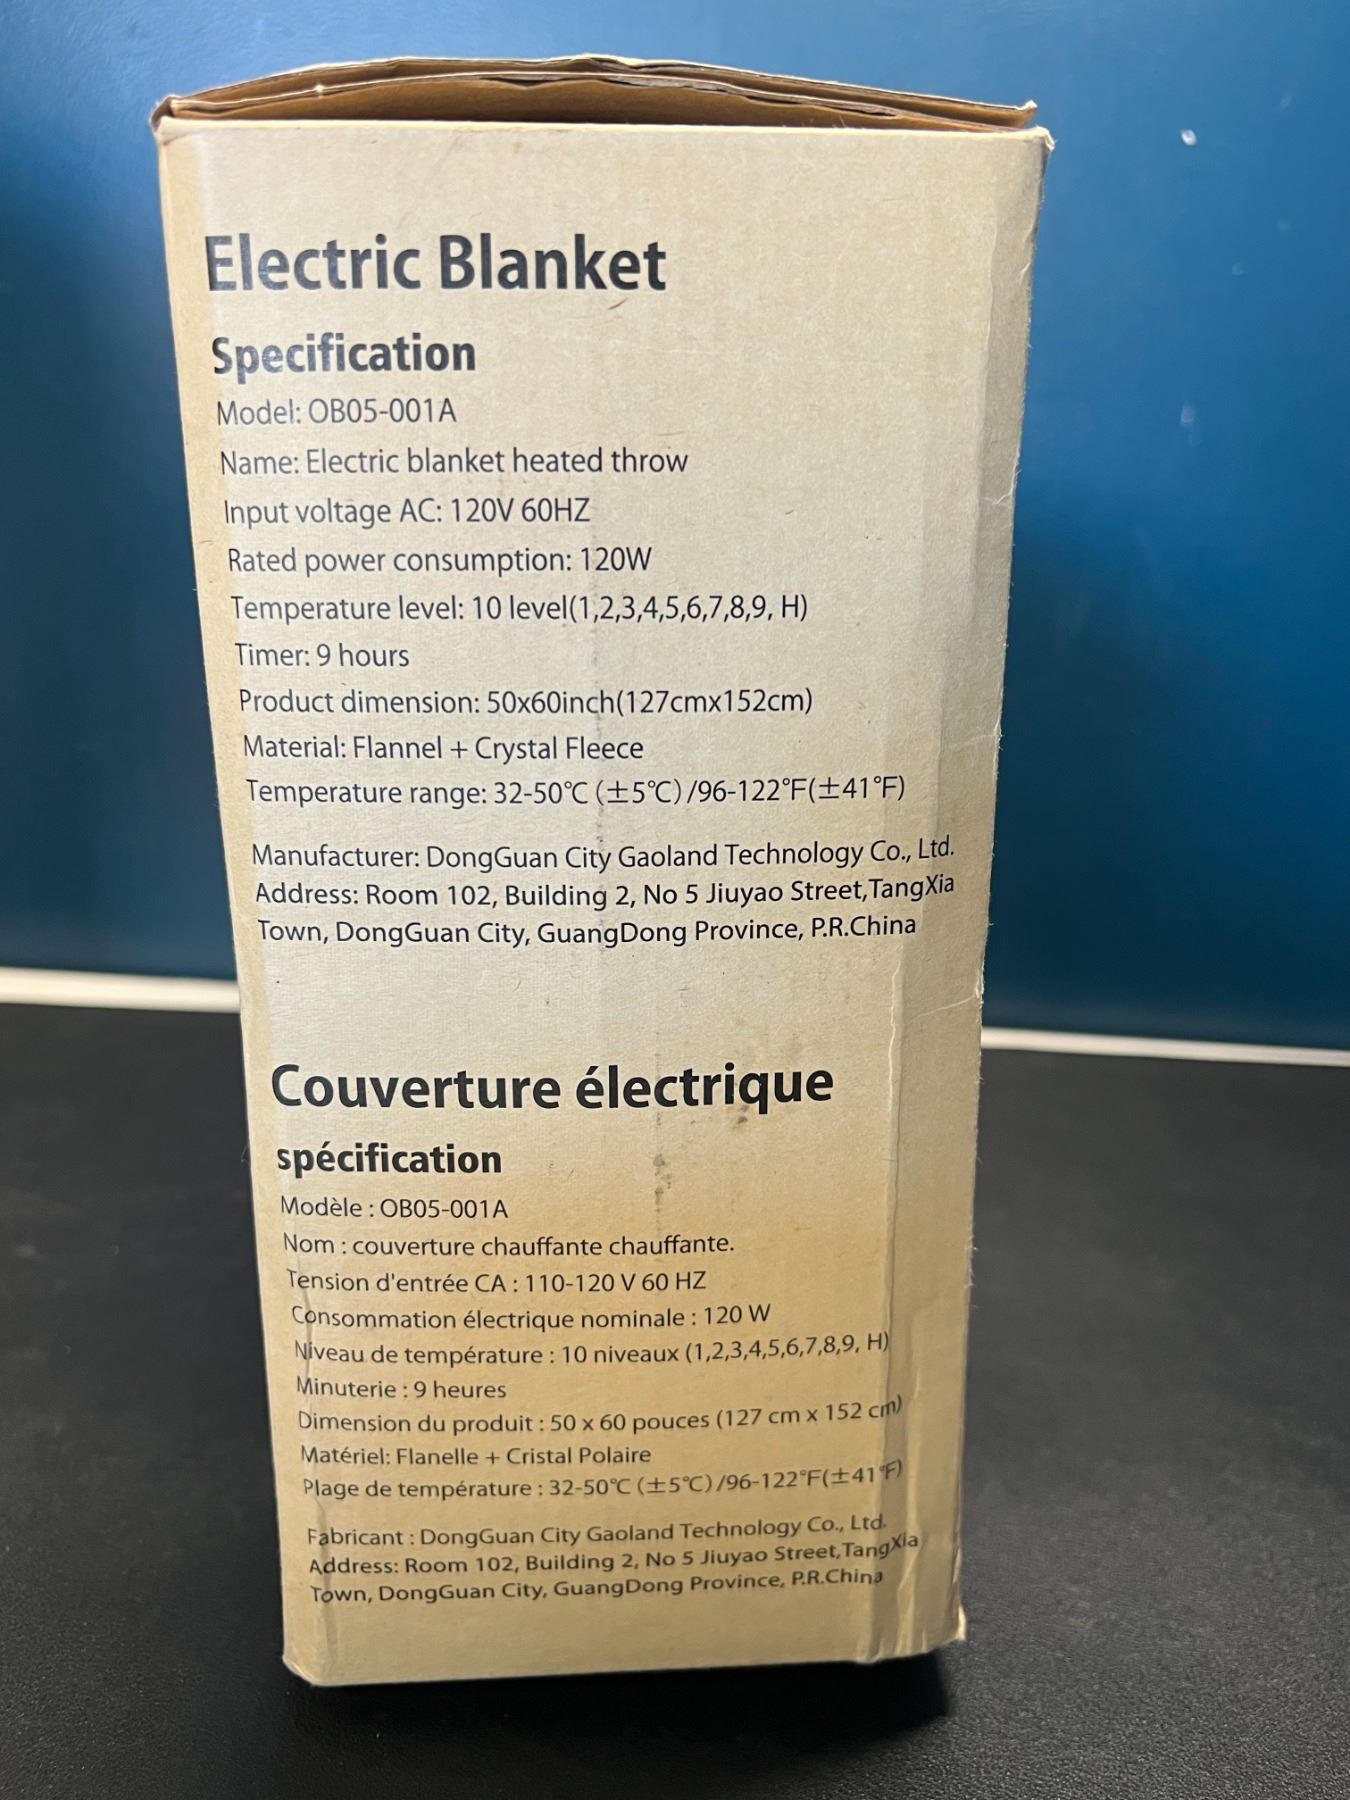 Electric Blanket
Specification
Model: OB05-001A
Name: Electric blanket heated throw
Input voltage AC: 120V 60HZ
Rated power consumption: 120W
Temperature level: 10 level(1,2,3,4,5,6,7,8,9, H)
Timer: 9 hours
Product dimension: 50x60inch(127cmx152cm)
Material: Flannel + Crystal Fleece
Temperature range: 32-50℃ (±5℃)/96-122℉(±41℉)
Manufacturer: DongGuan City Gaoland Technology Co., Ltd.
Address: Room 102, Building 2, No 5 Jiuyao Street,TangXia
Town, DongGuan City, GuangDong Province, P.R.China
Couverture électrique
spécification
Modèle : OB05-001A
Nom : couverture chauffante chauffante.
Tension d'entrée CA : 110-120 V 60 HZ
Consommation électrique nominale : 120 W
Niveau de température : 10 niveaux (1,2,3,4,5,6,7,8,9, H)
Minuterie : 9 heures
Dimension du produit : 50 x 60 pouces (127 cm x 152 cm)
Matériel: Flanelle + Cristal Polaire
Plage de température : 32-50℃ (±5℃)/96-122℉(±41℉)
Fabricant : DongGuan City Gaoland Technology Co., Ltd.
Address: Room 102, Building 2, No 5 Jiuyao Street,TangXia
Town, DongGuan City, GuangDong Province, P.R.China